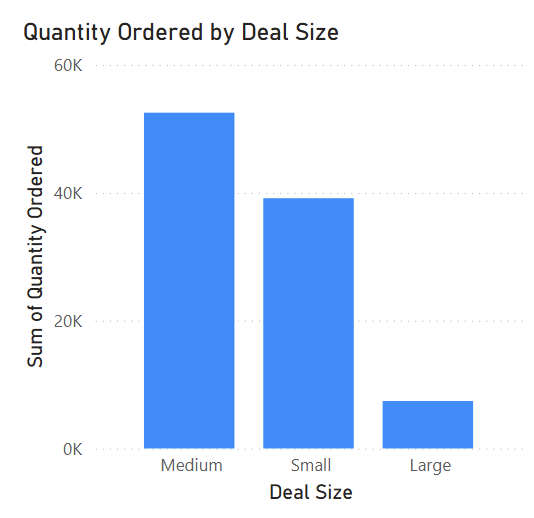 Quantity Ordered by Deal Size
60K
40K
20K
0K
Sum of Quantity Ordered
Medium Small Large
Deal Size